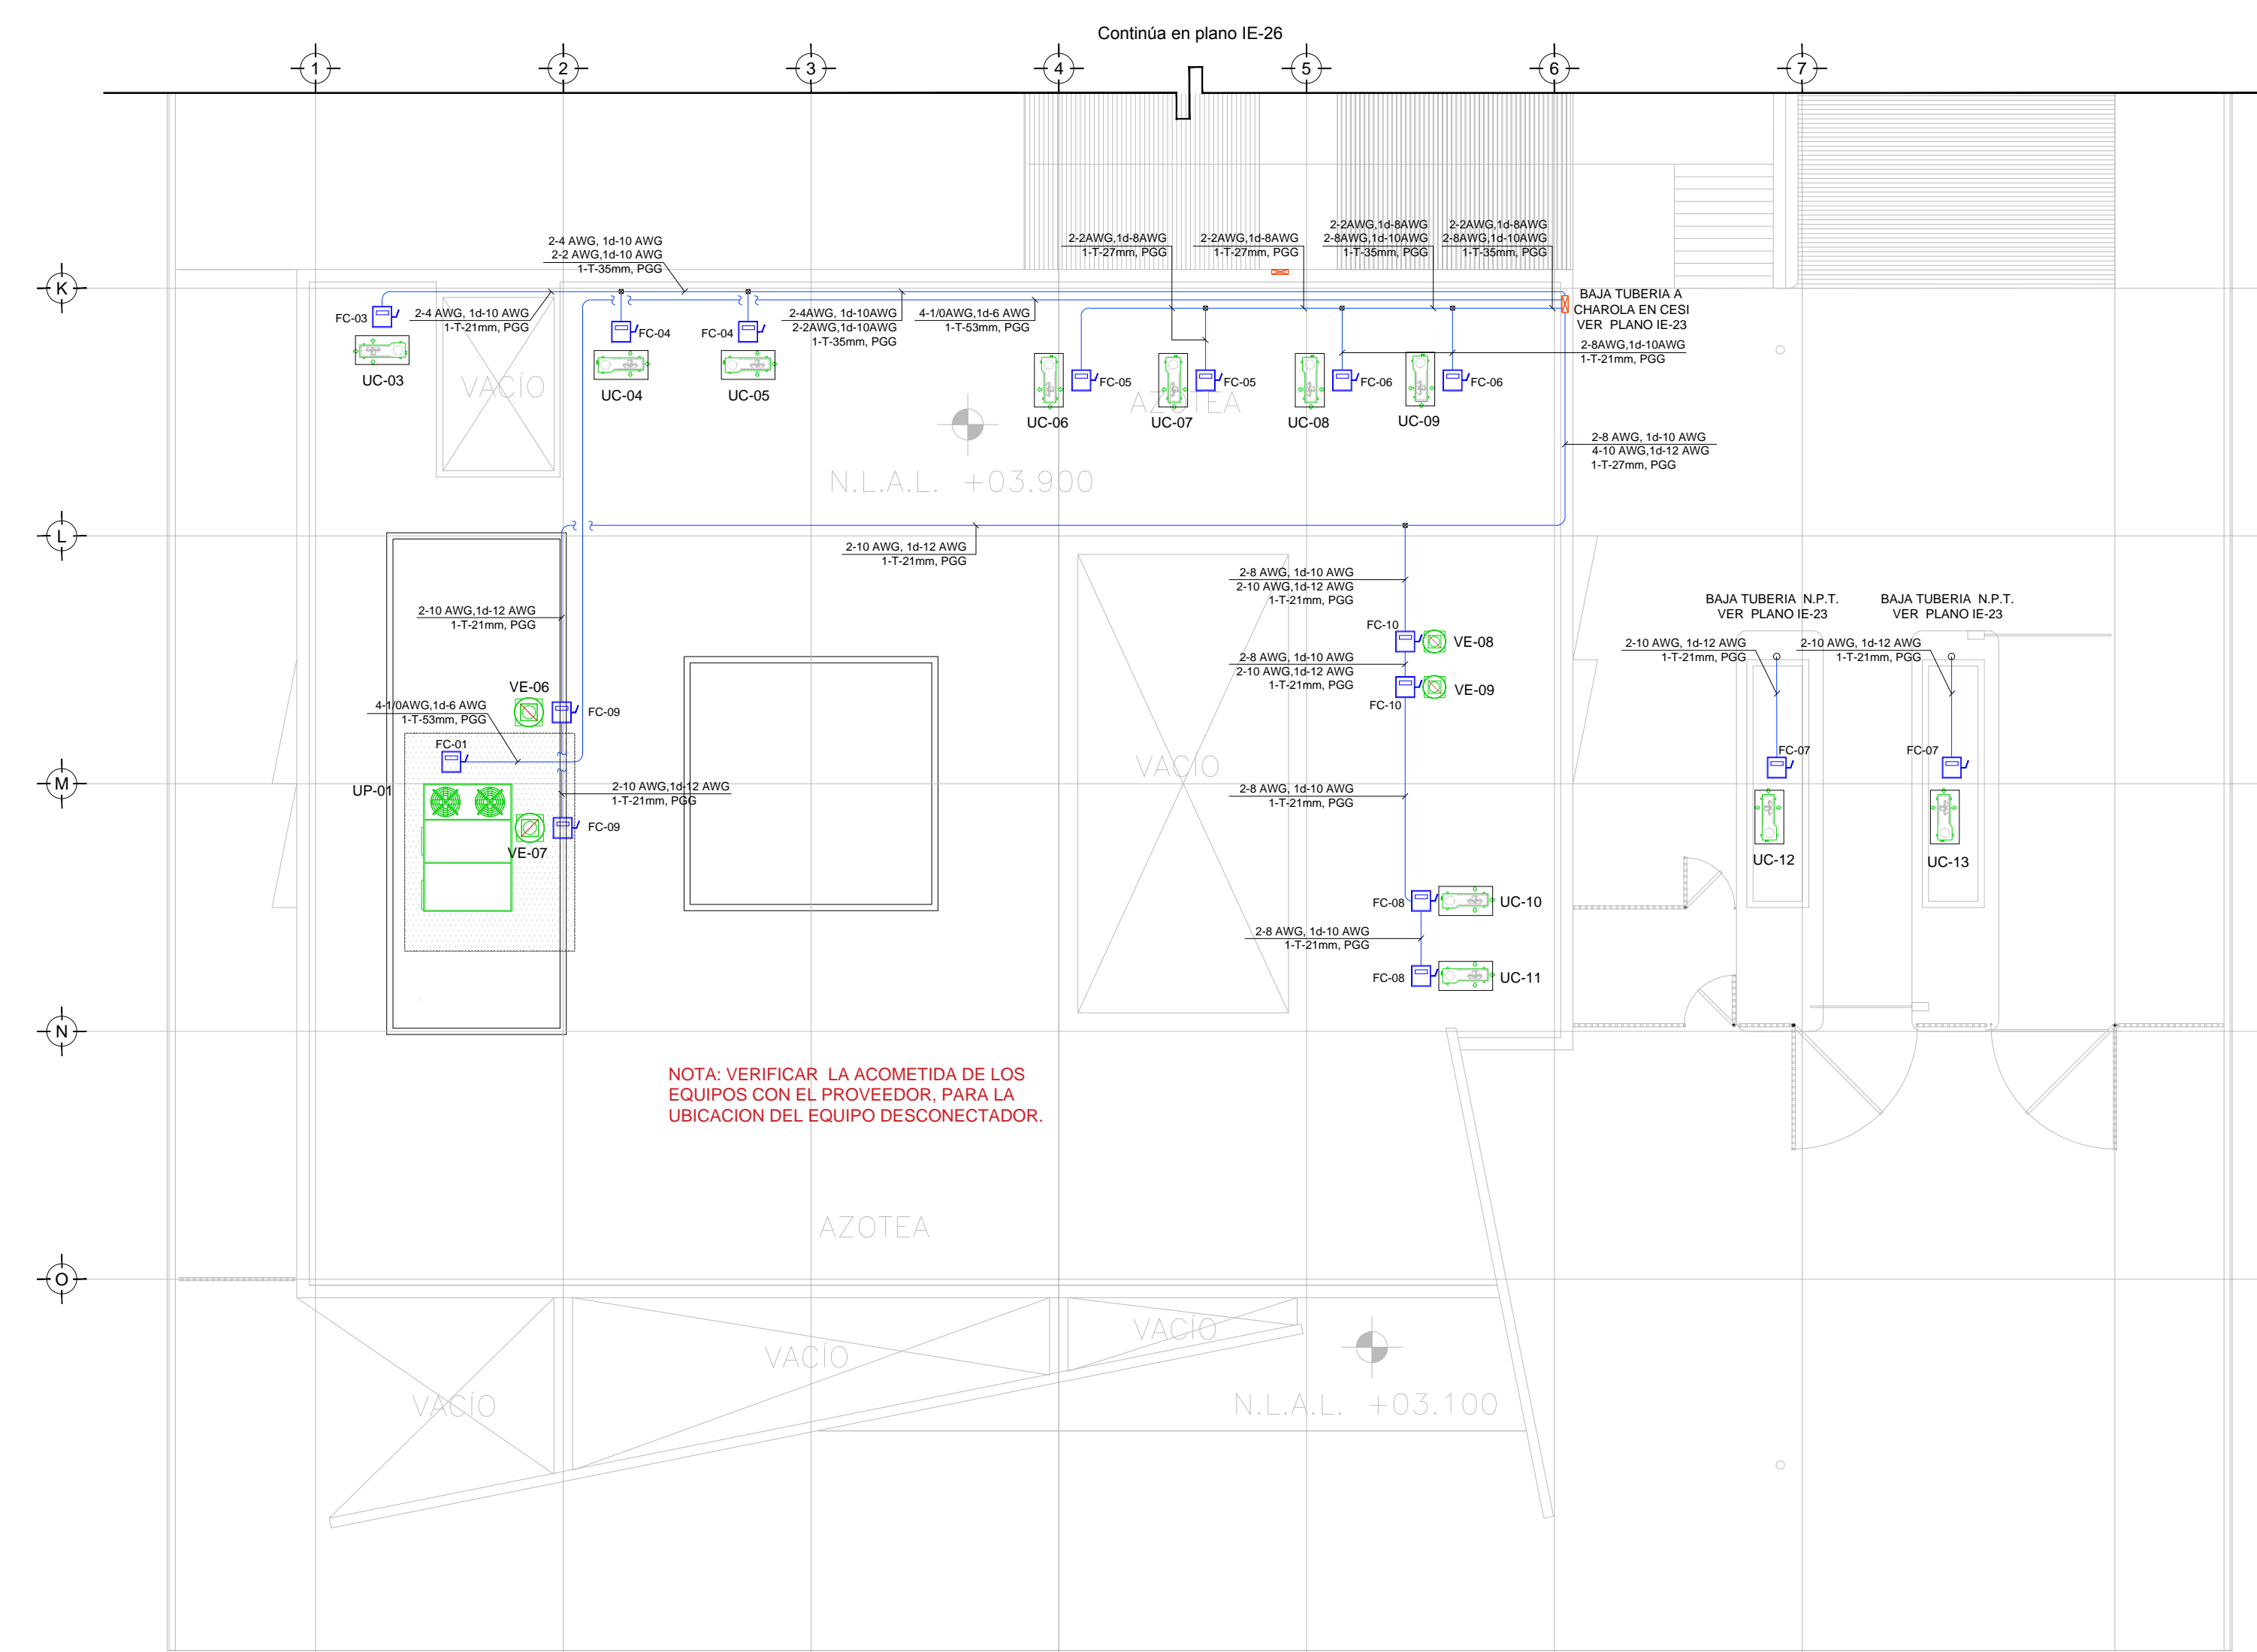 Continúa en plano IE-26
1
2
3
4
5
6
7
2-4 AWG, 1d-10 AWG
2-2 AWG,1d-10 AWG
1-T-35mm, PGG
2-2AWG,1d-8AWG
1-T-27mm, PGG
2-2AWG,1d-8AWG
1-T-27mm, PGG
2-2AWG,1d-8AWG
2-8AWG,1d-10AWG
1-T-35mm, PGG
2-2AWG,1d-8AWG
2-8AWG,1d-10AWG
1-T-35mm, PGG
K
FC-03
2-4 AWG, 1d-10 AWG
1-T-21mm, PGG
FC-04
FC-04
2-4AWG, 1d-10AWG
2-2AWG,1d-10AWG
1-T-35mm, PGG
4-1/0AWG,1d-6 AWG
1-T-53mm, PGG
BAJA TUBERIA A
CHAROLA EN CESI
VER PLANO IE-23
2-8AWG,1d-10AWG
1-T-21mm, PGG
UC-03
VACÍO
UC-04
UC-05
FC-05
FC-05
FC-06
FC-06
AZOTEA
UC-06
UC-07
UC-08
UC-09
2-8 AWG, 1d-10 AWG
4-10 AWG,1d-12 AWG
1-T-27mm, PGG
N.L.A.L. +03.900
L
2-10 AWG, 1d-12 AWG
1-T-21mm, PGG
2-8 AWG, 1d-10 AWG
2-10 AWG,1d-12 AWG
1-T-21mm, PGG
2-10 AWG,1d-12 AWG
1-T-21mm, PGG
BAJA TUBERIA N.P.T.
VER PLANO IE-23
BAJA TUBERIA N.P.T.
VER PLANO IE-23
FC-10
VE-08
2-10 AWG, 1d-12 AWG
1-T-21mm, PGG
2-10 AWG, 1d-12 AWG
1-T-21mm, PGG
2-8 AWG, 1d-10 AWG
2-10 AWG,1d-12 AWG
1-T-21mm, PGG
VE-09
FC-10
VE-06
FC-09
4-1/0AWG,1d-6 AWG
1-T-53mm, PGG
FC-01
FC-07
FC-07
VACÍO
M
UP-01
2-10 AWG,1d-12 AWG
1-T-21mm, PGG
2-8 AWG, 1d-10 AWG
1-T-21mm, PGG
FC-09
VE-07
UC-12
UC-13
FC-08
UC-10
2-8 AWG, 1d-10 AWG
1-T-21mm, PGG
FC-08
UC-11
N
NOTA: VERIFICAR LA ACOMETIDA DE LOS
EQUIPOS CON EL PROVEEDOR, PARA LA
UBICACION DEL EQUIPO DESCONECTADOR.
AZOTEA
O
VACÍO
VACÍO
VACÍO
N.L.A.L. +03.100